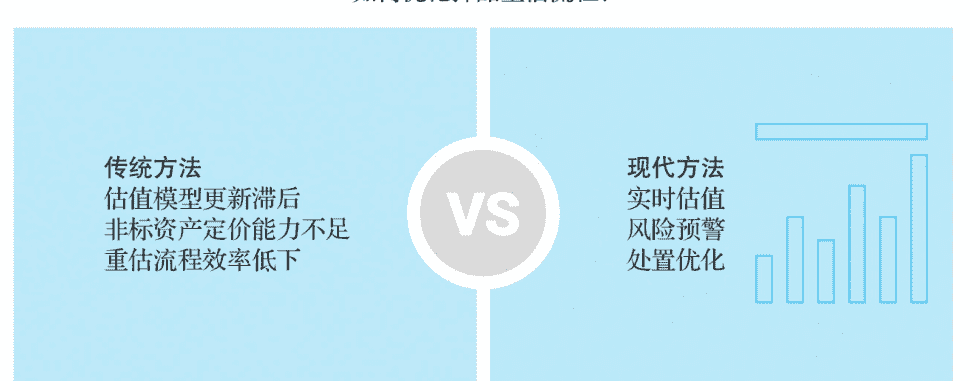 传统方法
估值模型更新滞后
非标资产定价能力不足
重估流程效率低下
VS
现代方法
实时估值
风险预警
处置优化